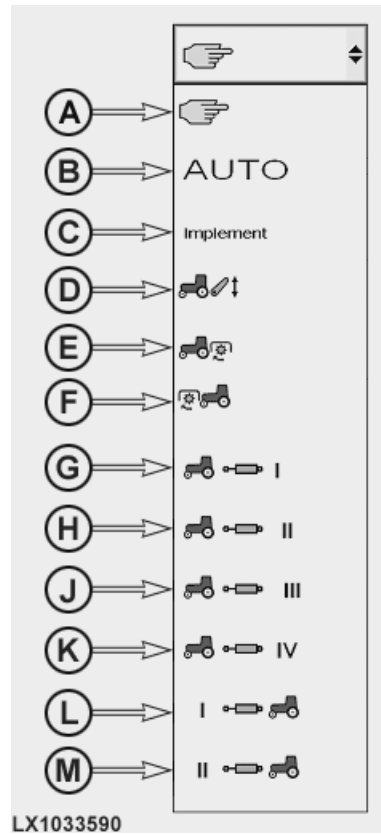 A
B AUTO
C Implement
D
E
F
G I
H II
J III
K IV
L I
M II
LX1033590